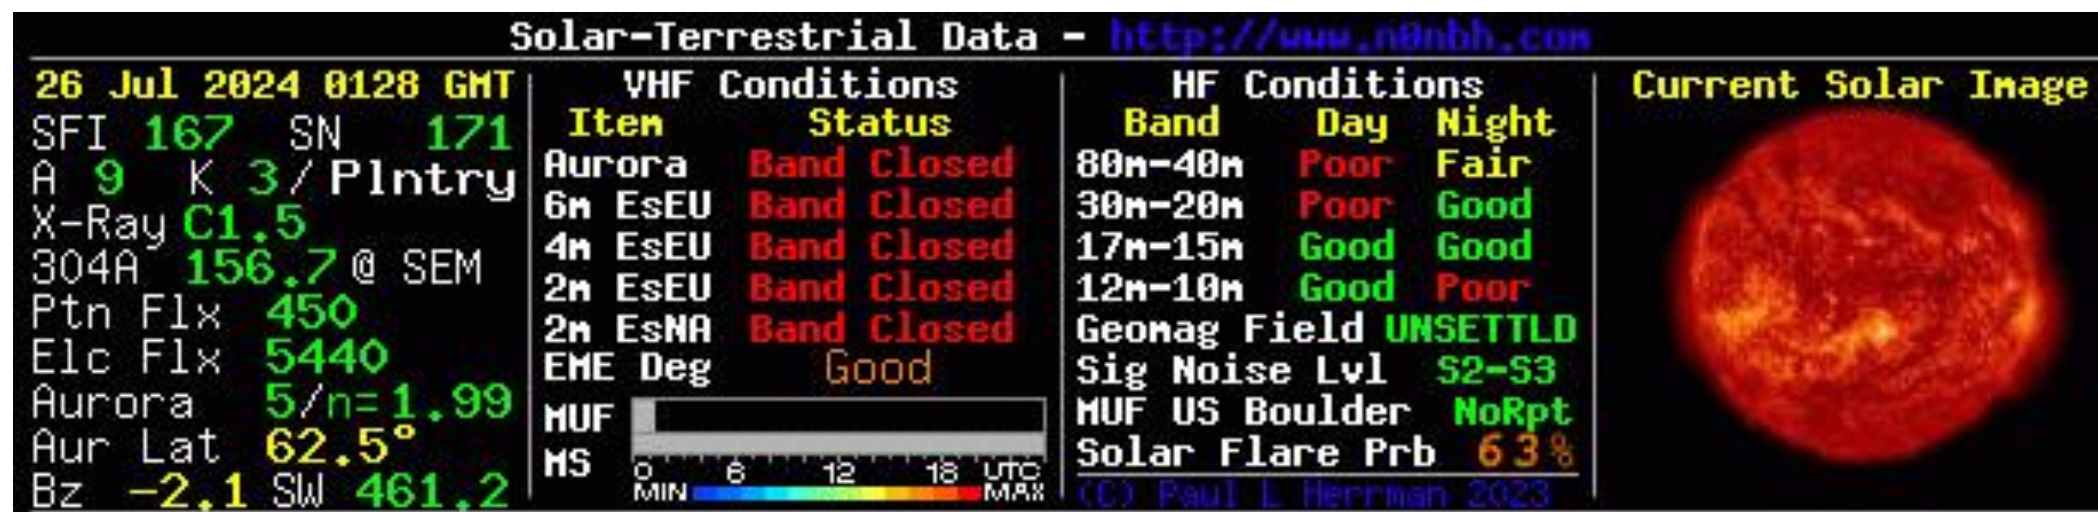 Solar-Terrestrial Data - http://www.n0nbh.com
26 Jul 2024 0128 GMT
SFI 167 SN 171
A 9 K 3/Plntry
X-Ray C1.5
304A 156.7 @ SEM
Ptn Flx 450
Elc Flx 5440
Aurora 5/n=1.99
Aur Lat 62.5°
Bz -2.1 SW 461.2
VHF Conditions
Item Status
Aurora Band Closed
6m EsEU Band Closed
4m EsEU Band Closed
2m EsEU Band Closed
2m EsNA Band Closed
EME Deg Good
MUF
MS
0 6 12 18 UTC
MIN MAX
HF Conditions
Band Day Night
80m-40m Poor Fair
30m-20m Poor Good
17m-15m Good Good
12m-10m Good Poor
Geomag Field UNSETTLD
Sig Noise Lvl S2-S3
MUF US Boulder NoRpt
Solar Flare Prb 63%
(C) Paul L Herrman 2023
Current Solar Image